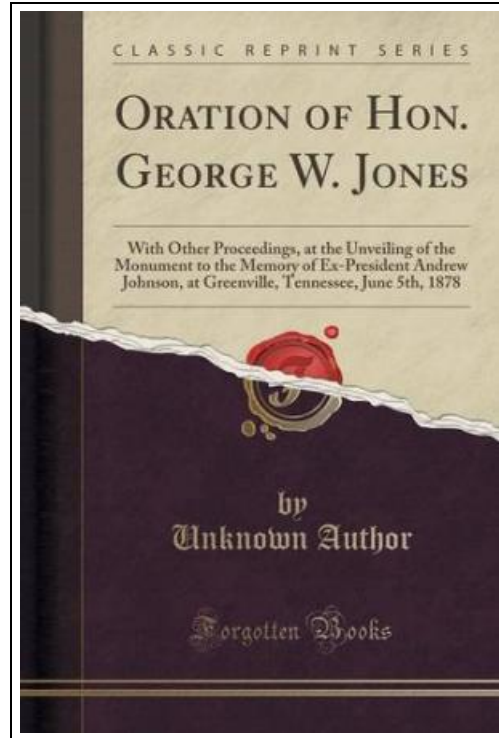 CLASSIC REPRINT SERIES
ORATION OF HON.
GEORGE W. JONES
With Other Proceedings, at the Unveiling of the
Monument to the Memory of Ex-President Andrew
Johnson, at Greenville, Tennessee, June 5th, 1878
by
Unknown Author
Forgotten Books